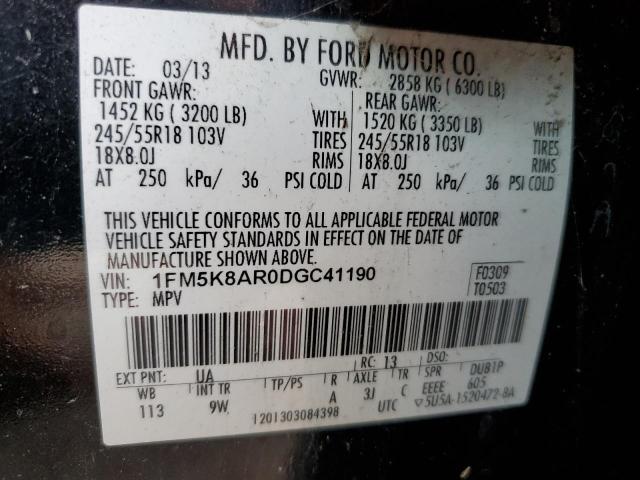 MFD. BY FORD MOTOR CO.
DATE: 03/13 GVWR: 2858 KG ( 6300 LB)
FRONT GAWR: REAR GAWR:
1452 KG ( 3200 LB) WITH 1520 KG ( 3350 LB) WITH
245/55R18 103V TIRES 245/55R18 103V TIRES
18X8.0J RIMS 18X8.0J RIMS
AT 250 kPa/ 36 PSI COLD AT 250 kPa/ 36 PSI COLD
THIS VEHICLE CONFORMS TO ALL APPLICABLE FEDERAL MOTOR
VEHICLE SAFETY STANDARDS IN EFFECT ON THE DATE OF
MANUFACTURE SHOWN ABOVE.
VIN: 1FM5K8AR0DGC41190 F0309
TYPE: MPV T0503
EXT PNT: UA RC: 13 DSO:
WB INT TR TP/PS R AXLE TR SPR DU81P
113 9W A 3J C EEEE 605
1201303084398 UTC ▽5U5A-1520472-8A